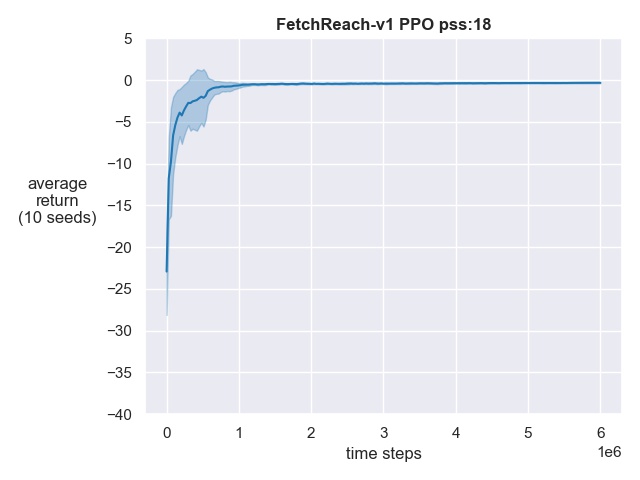 FetchReach-v1 PPO pss:18
5
0
−5
−10
−15
−20
−25
−30
−35
−40
average
return
(10 seeds)
0 1 2 3 4 5 6
1e6
time steps